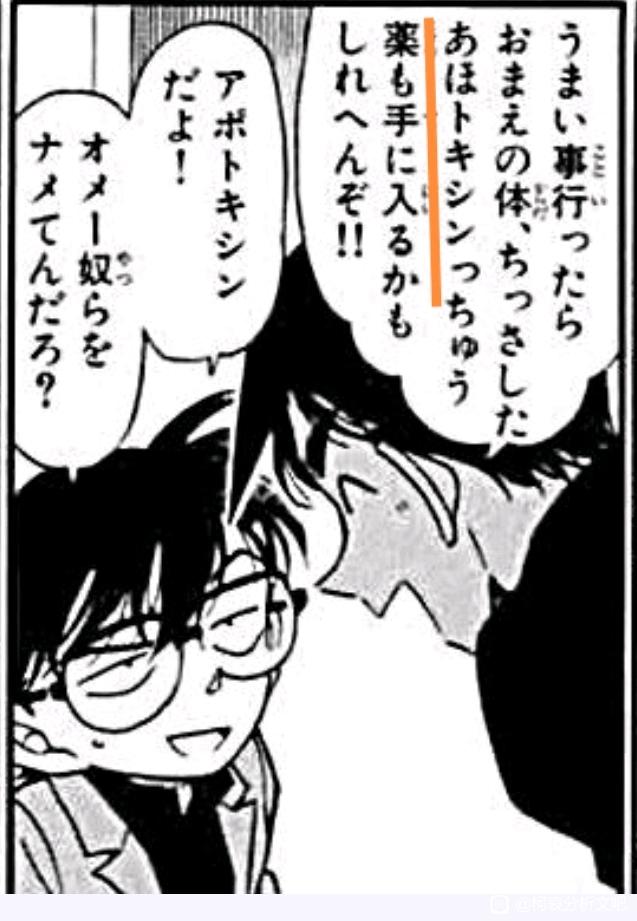 うまい事行ったら
おまえの体、ちっさした
あほトキシンっちゅう
薬も手に入るかも
しれへんぞ!!
アポトキシン
だよ!
オメー奴らを
ナメてんだろ?